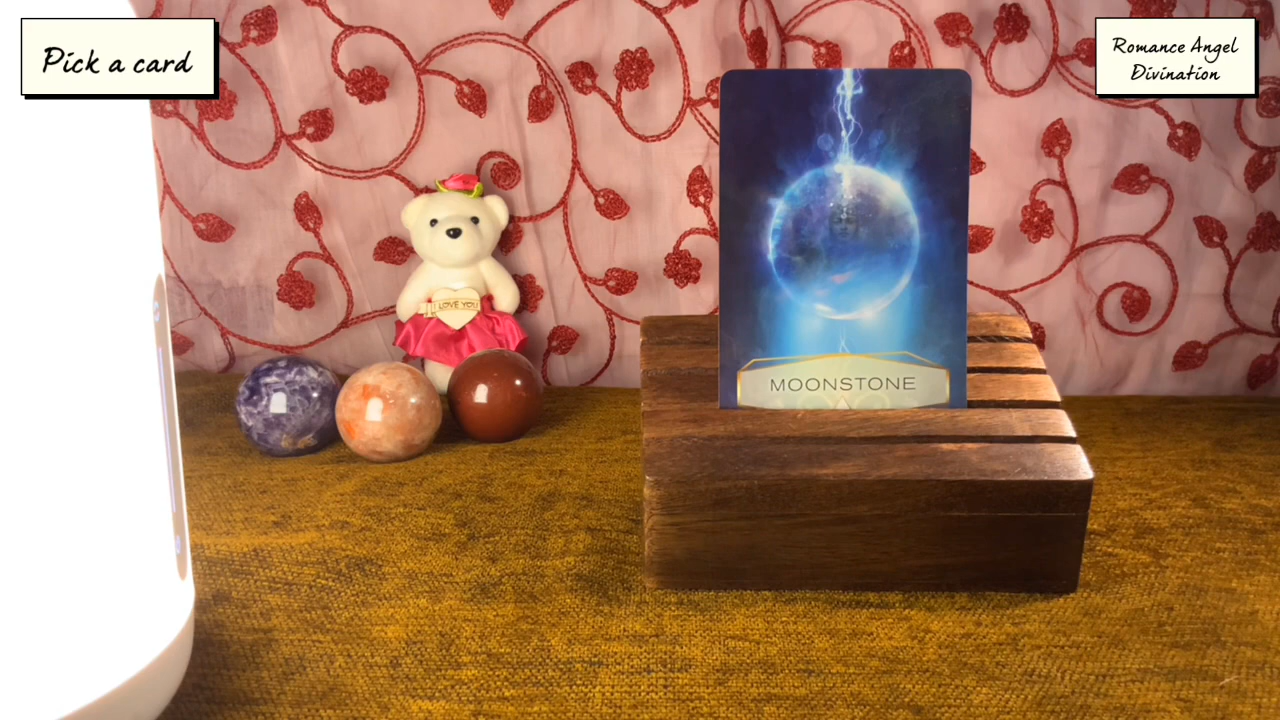 Pick a card
Romance Angel
Divination
I LOVE YOU
MOONSTONE